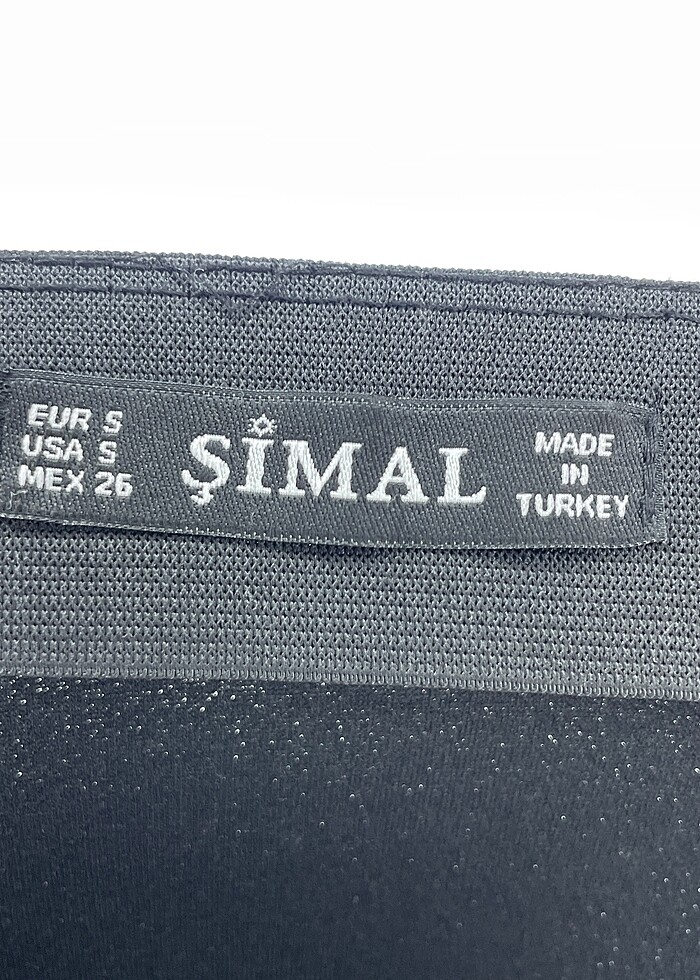 EUR S
USA S
MEX 26
ŞİMAL
MADE
IN
TURKEY